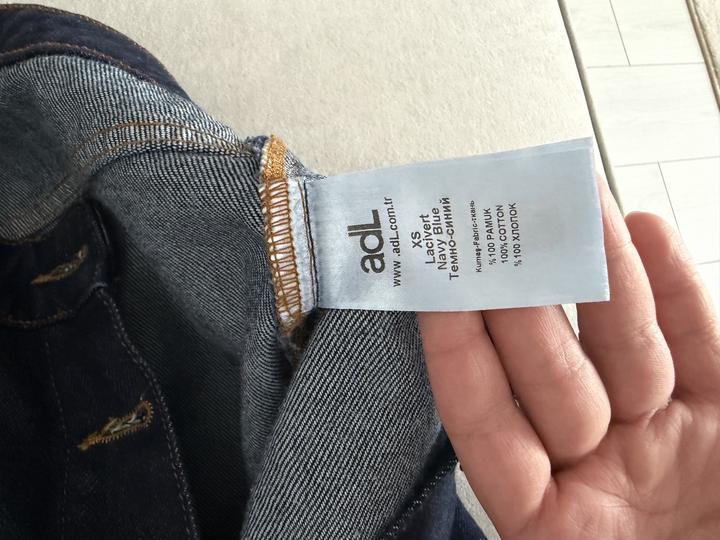 adL
www .adL.com.tr
XS
Lacivert
Navy Blue
Темно-синий
Kumaş-Fabric-ткань
%100 PAMUK
100% COTTON
%100 ХЛОПОК